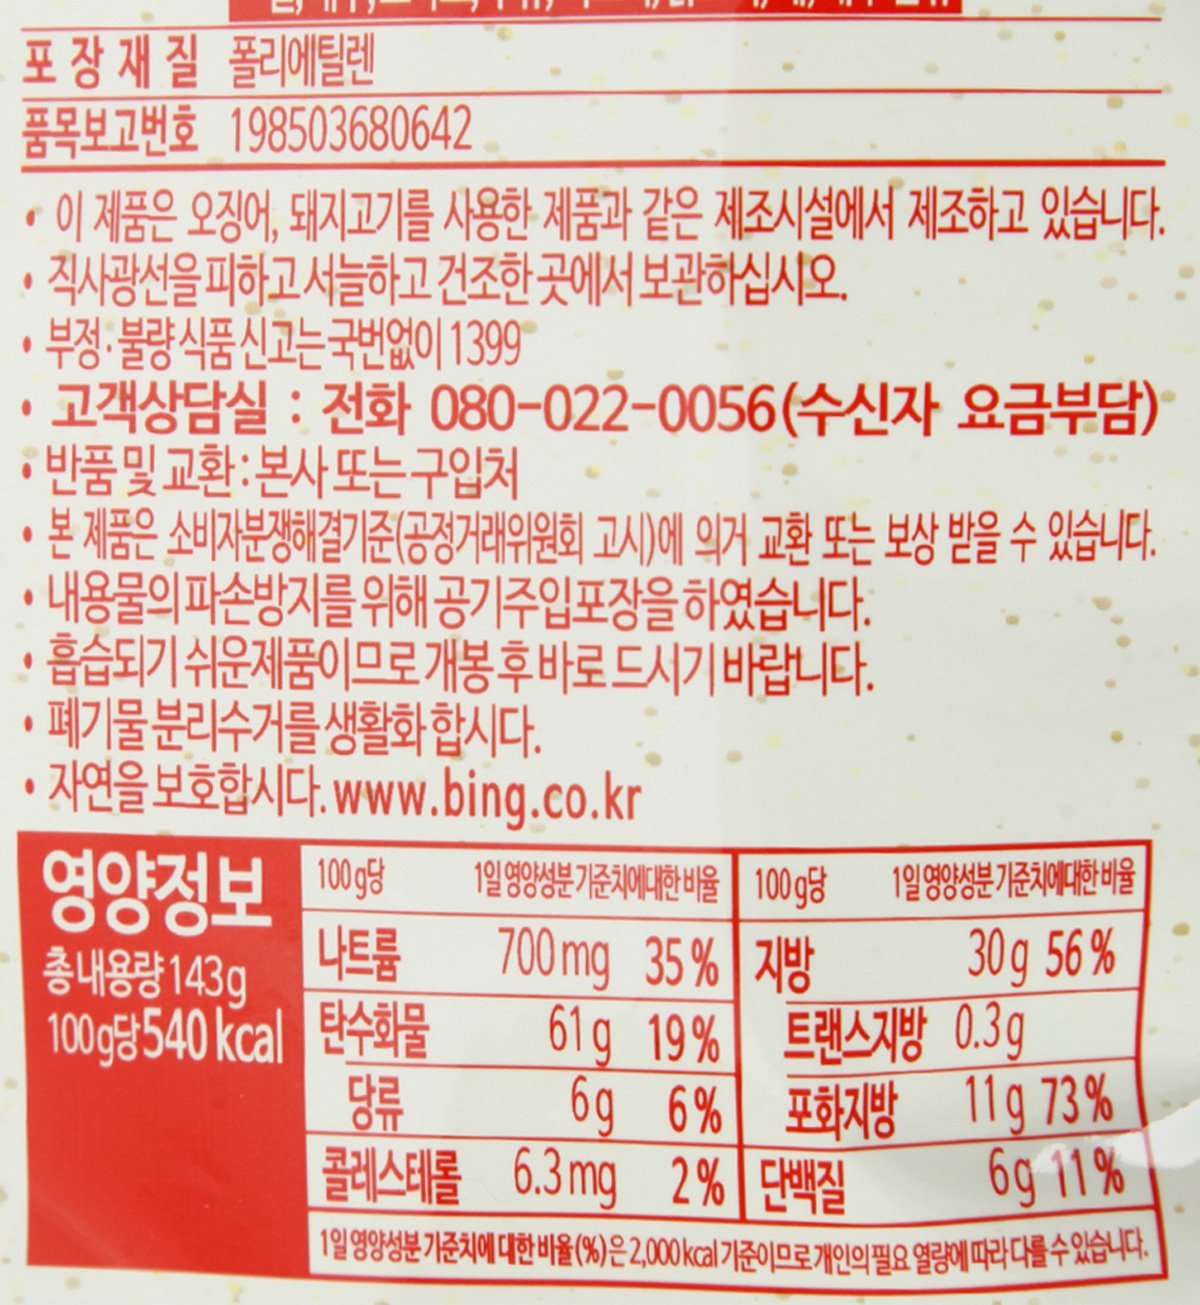 포장재질 폴리에틸렌
품목보고번호 198503680642
• 이 제품은 오징어, 돼지고기를 사용한 제품과 같은 제조시설에서 제조하고 있습니다.
• 직사광선을 피하고 서늘하고 건조한 곳에서 보관하십시오.
• 부정·불량식품 신고는 국번없이 1399
• 고객상담실 : 전화 080-022-0056(수신자 요금부담)
• 반품 및 교환 : 본사 또는 구입처
• 본 제품은 소비자분쟁해결기준(공정거래위원회 고시)에 의거 교환 또는 보상 받을 수 있습니다.
• 내용물의 파손방지를 위해 공기주입포장을 하였습니다.
• 흡습되기 쉬운제품이므로 개봉 후 바로 드시기 바랍니다.
• 폐기물 분리수거를 생활화 합시다.
• 자연을 보호합시다. www.bing.co.kr
영양정보
총 내용량 143g
100g당 540 kcal
100g당 1일 영양성분 기준치에대한 비율
나트륨 700mg 35%
탄수화물 61g 19%
당류 6g 6%
콜레스테롤 6.3mg 2%
100g당 1일 영양성분 기준치에대한 비율
지방 30g 56%
트랜스지방 0.3g
포화지방 11g 73%
단백질 6g 11%
1일 영양성분 기준치에 대한 비율(%)은 2,000kcal 기준이므로 개인의 필요 열량에 따라 다를 수 있습니다.